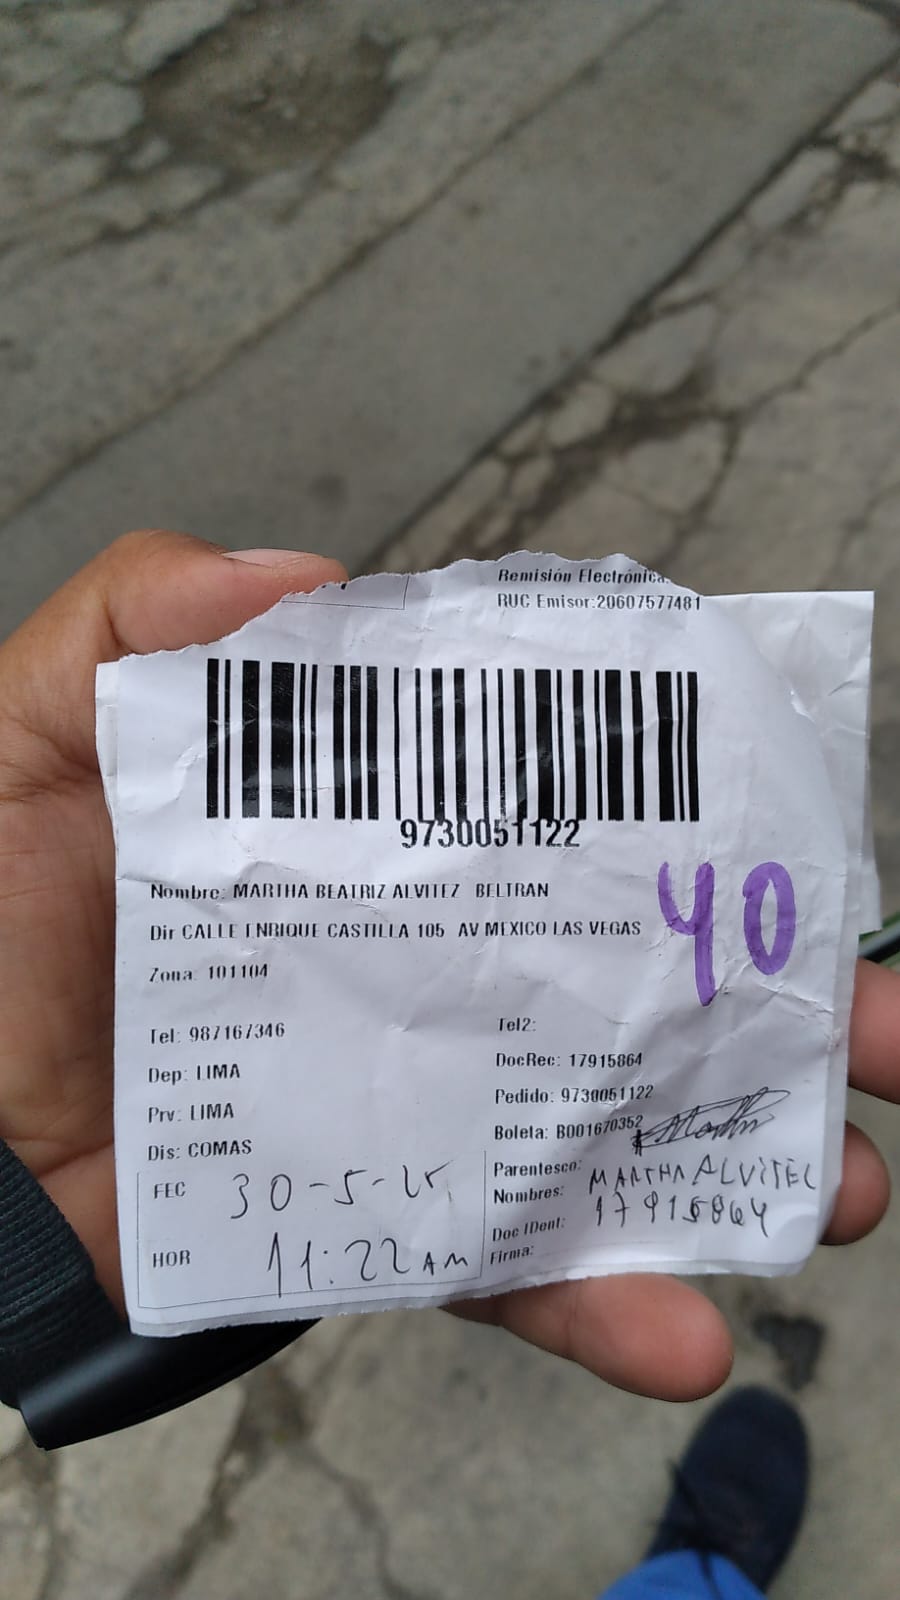 Remisión Electrónica.
RUC Emisor:20607577481
9730051122
Nombre: MARTHA BEATRIZ ALVITEZ BELTRAN
Dir CALLE ENRIQUE CASTILLA 105 AV MEXICO LAS VEGAS
40
Zona: 101104
Tel: 987167346
Tel2:
Dep: LIMA
DocRec: 17915864
Prv: LIMA
Pedido: 9730051122
Dis: COMAS
Boleta: B001670352
Parentesco:
FEC 30-5-25
Nombres: MARTHA ALVITEZ
Doc IDent: 17915864
HOR 11:22 AM
Firma: